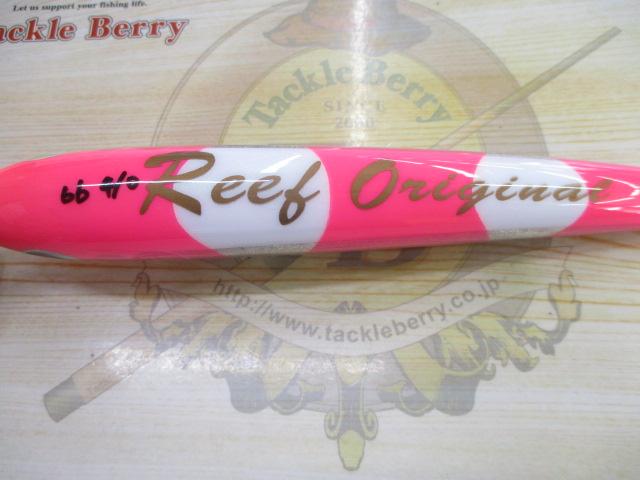 Let us support your fishing life.
Tackle Berry
Tackle Berry
SINCE
2000
66 9/0 Reef Original
http://www.tackleberry.co.jp